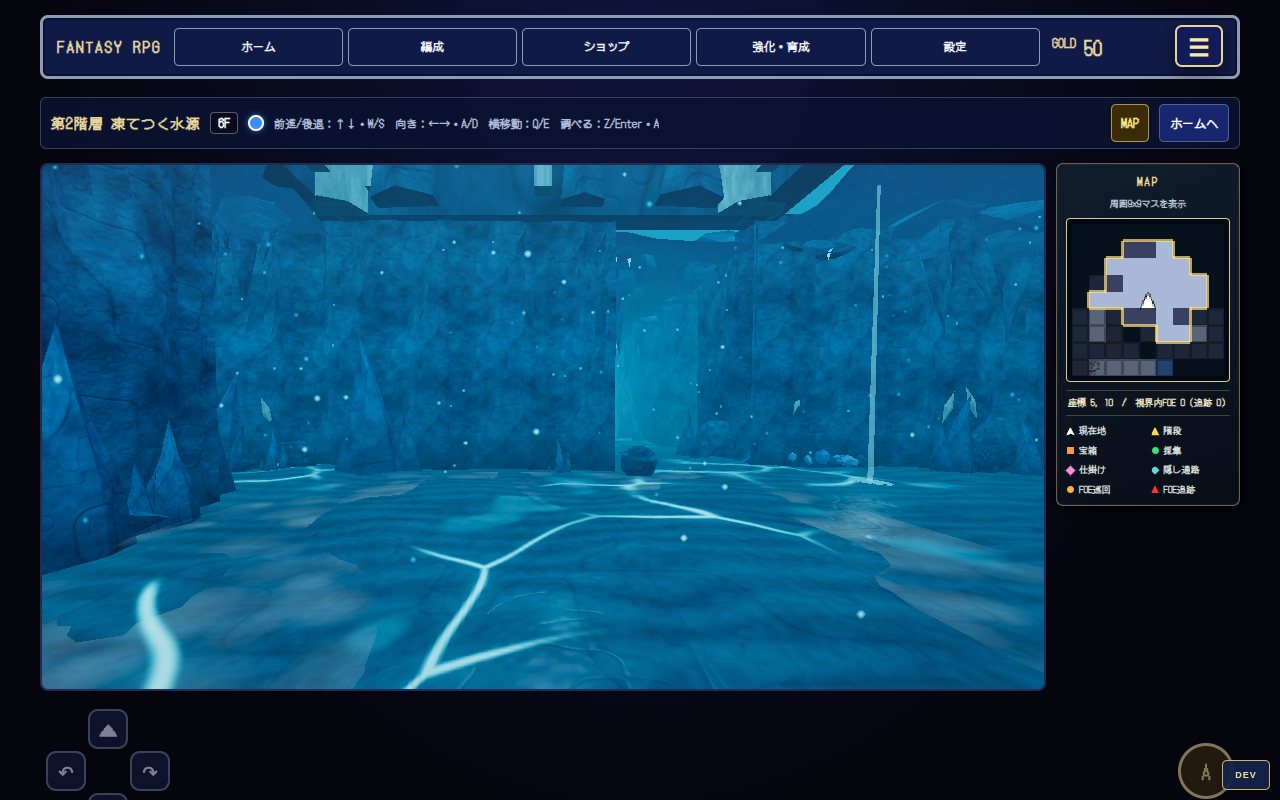 FANTASY RPG
ホーム
編成
ショップ
強化・育成
設定
GOLD 50
第2階層 凍てつく水源
6F
前進/後退：↑↓・W/S 向き：←→・A/D 横移動：Q/E 調べる：Z/Enter・A
MAP
ホームへ
MAP
周囲9x9マスを表示
座標 5, 10 / 視界内FOE 0 (追跡 0)
現在地
階段
宝箱
採集
仕掛け
隠し通路
FOE巡回
FOE追跡
A
DEV